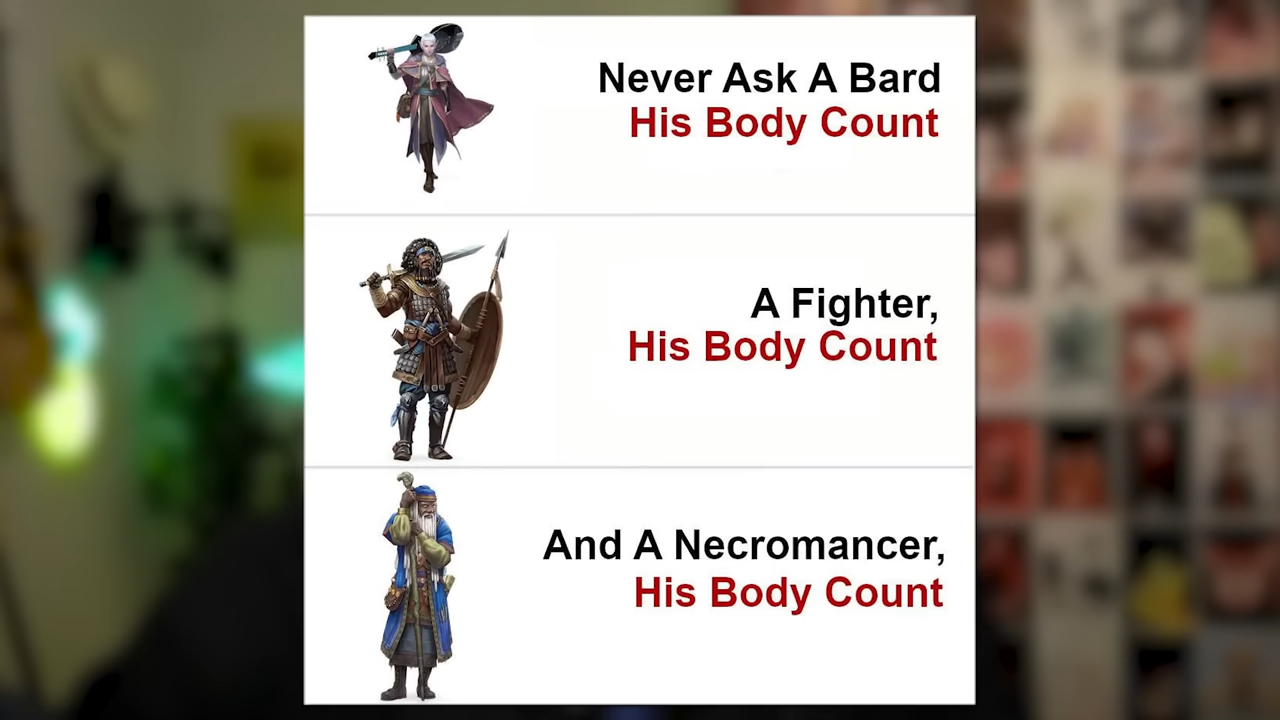 Never Ask A Bard
His Body Count
A Fighter,
His Body Count
And A Necromancer,
His Body Count